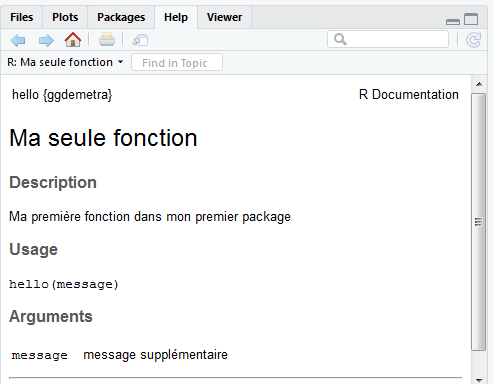 Files Plots Packages Help Viewer
R: Ma seule fonction Find in Topic
hello {ggdemetra} R Documentation
Ma seule fonction
Description
Ma première fonction dans mon premier package
Usage
hello(message)
Arguments
message message supplémentaire